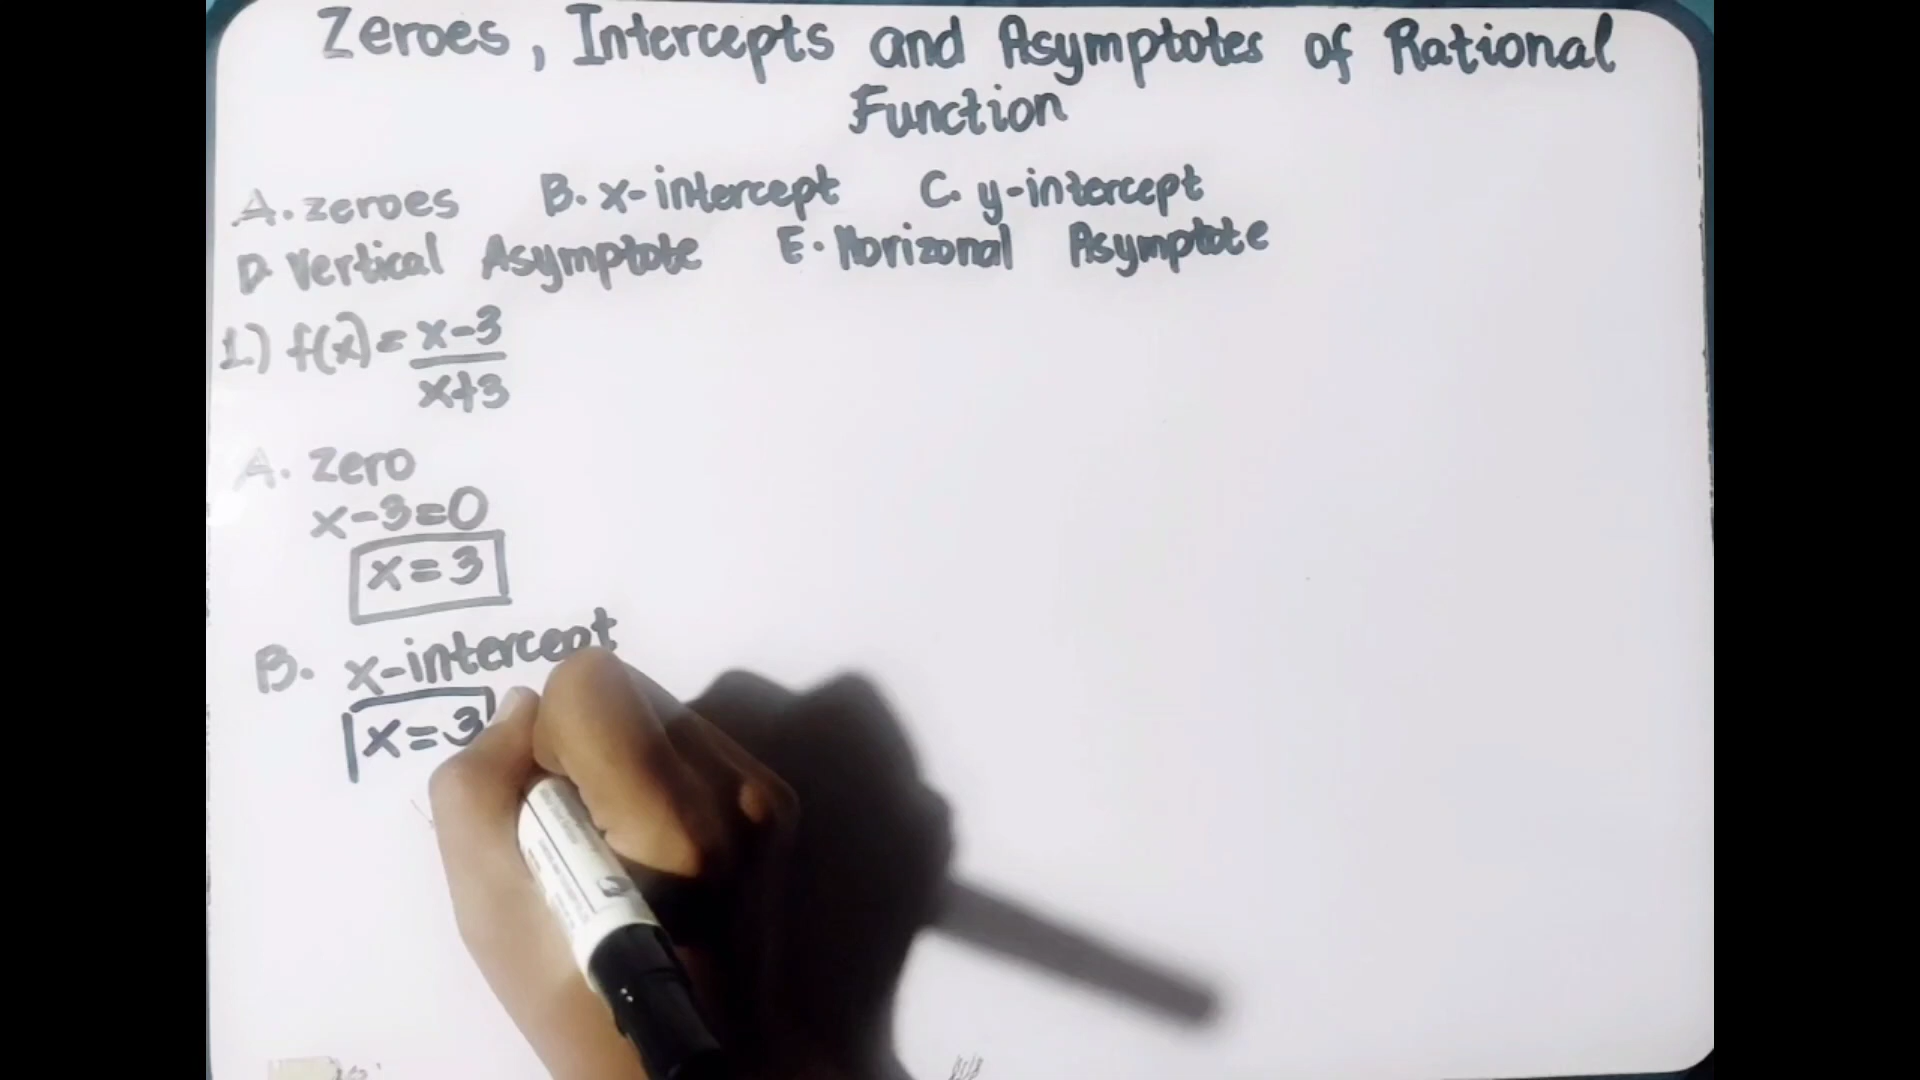 Zeroes, Intercepts and Asymptotes of Rational
Function
A. zeroes B. x-intercept C. y-intercept
D Vertical Asymptote E. Horizonal Asymptote
1.) f(x) = x-3
x+3
A. Zero
x-3=0
x=3
B. x-intercept
x=3